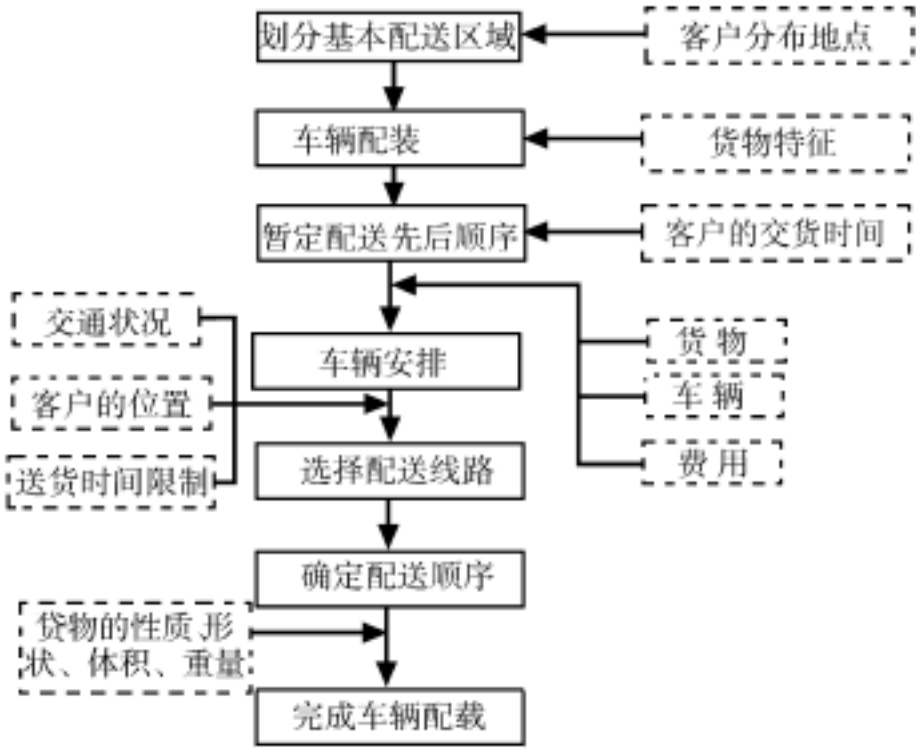 划分基本配送区域
客户分布地点
车辆配装
货物特征
暂定配送先后顺序
客户的交货时间
交通状况
货物
车辆安排
客户的位置
车辆
选择配送线路
费用
送货时间限制
确定配送顺序
贷物的性质、形
状、体积、重量
完成车辆配载